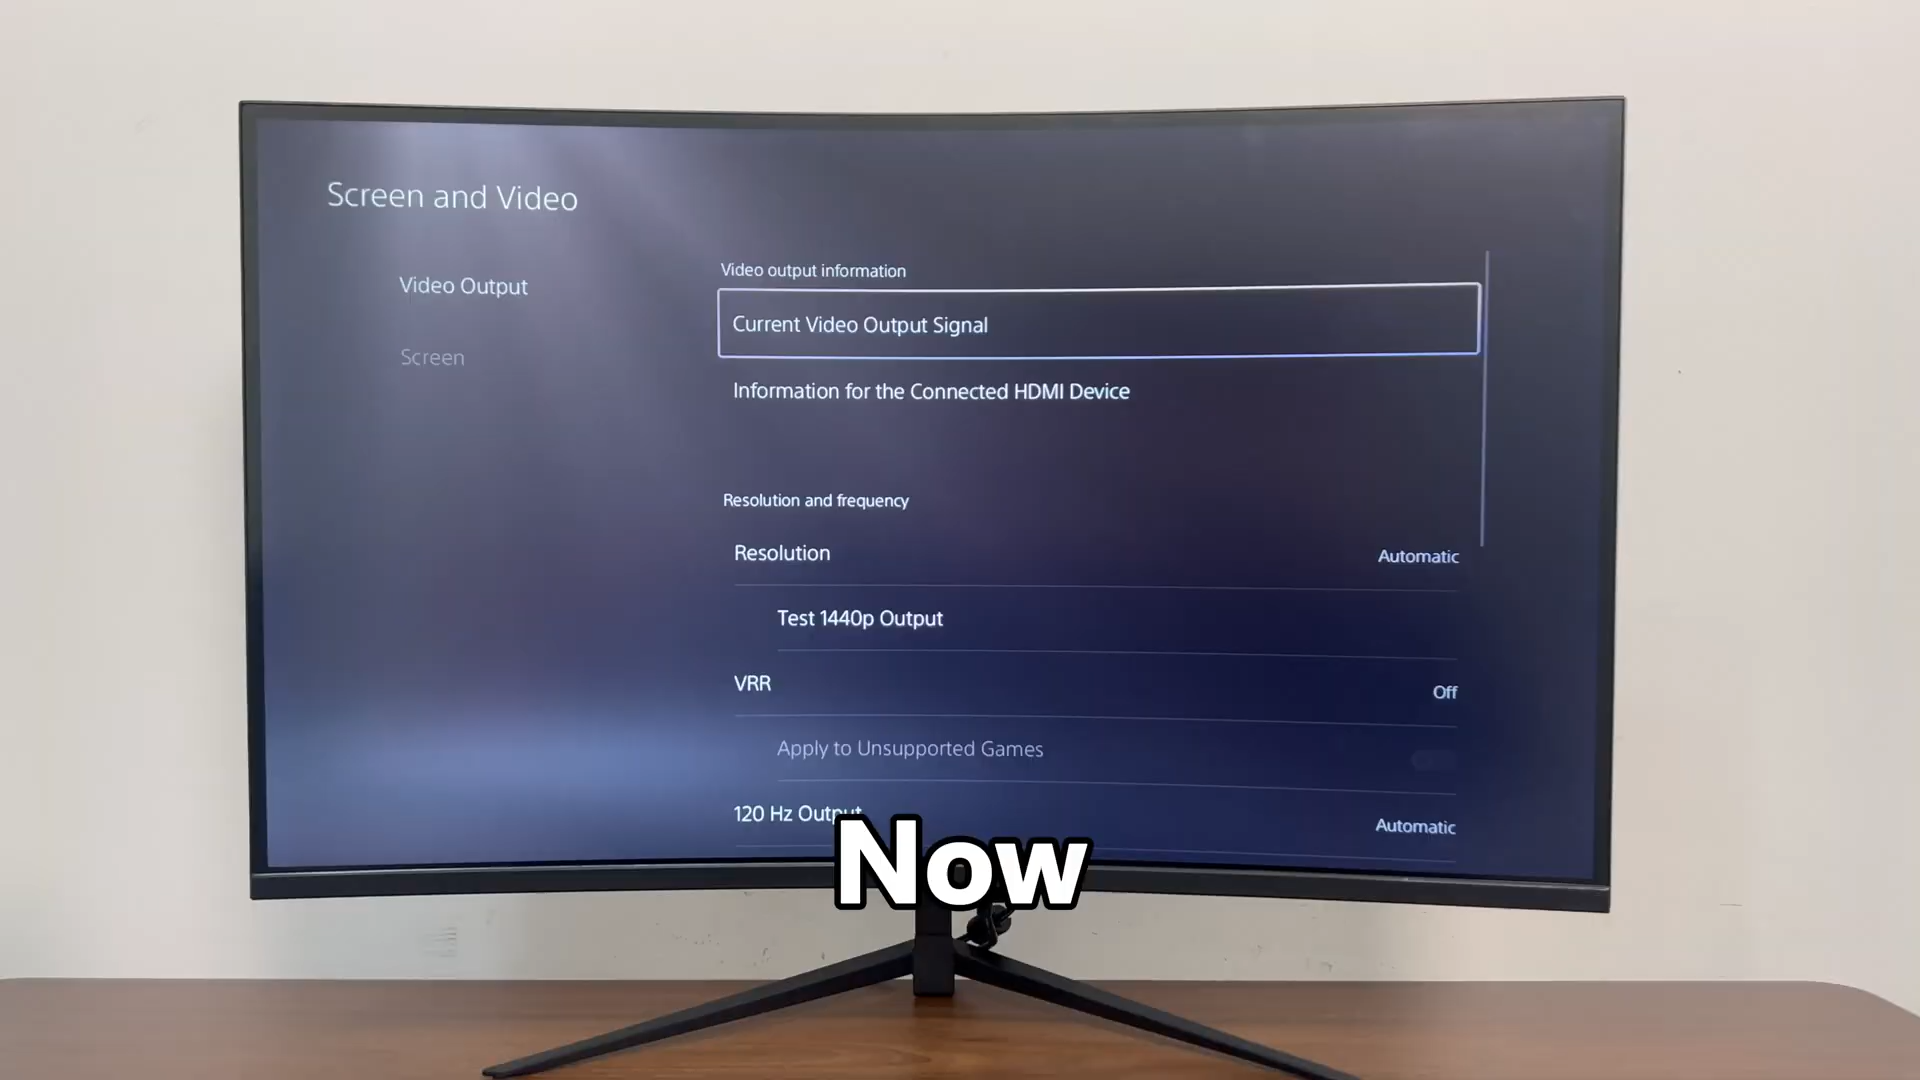 Screen and Video
Video Output
Screen
Video output information
Current Video Output Signal
Information for the Connected HDMI Device
Resolution and frequency
Resolution Automatic
Test 1440p Output
VRR Off
Apply to Unsupported Games
120 Hz Output Automatic
Now